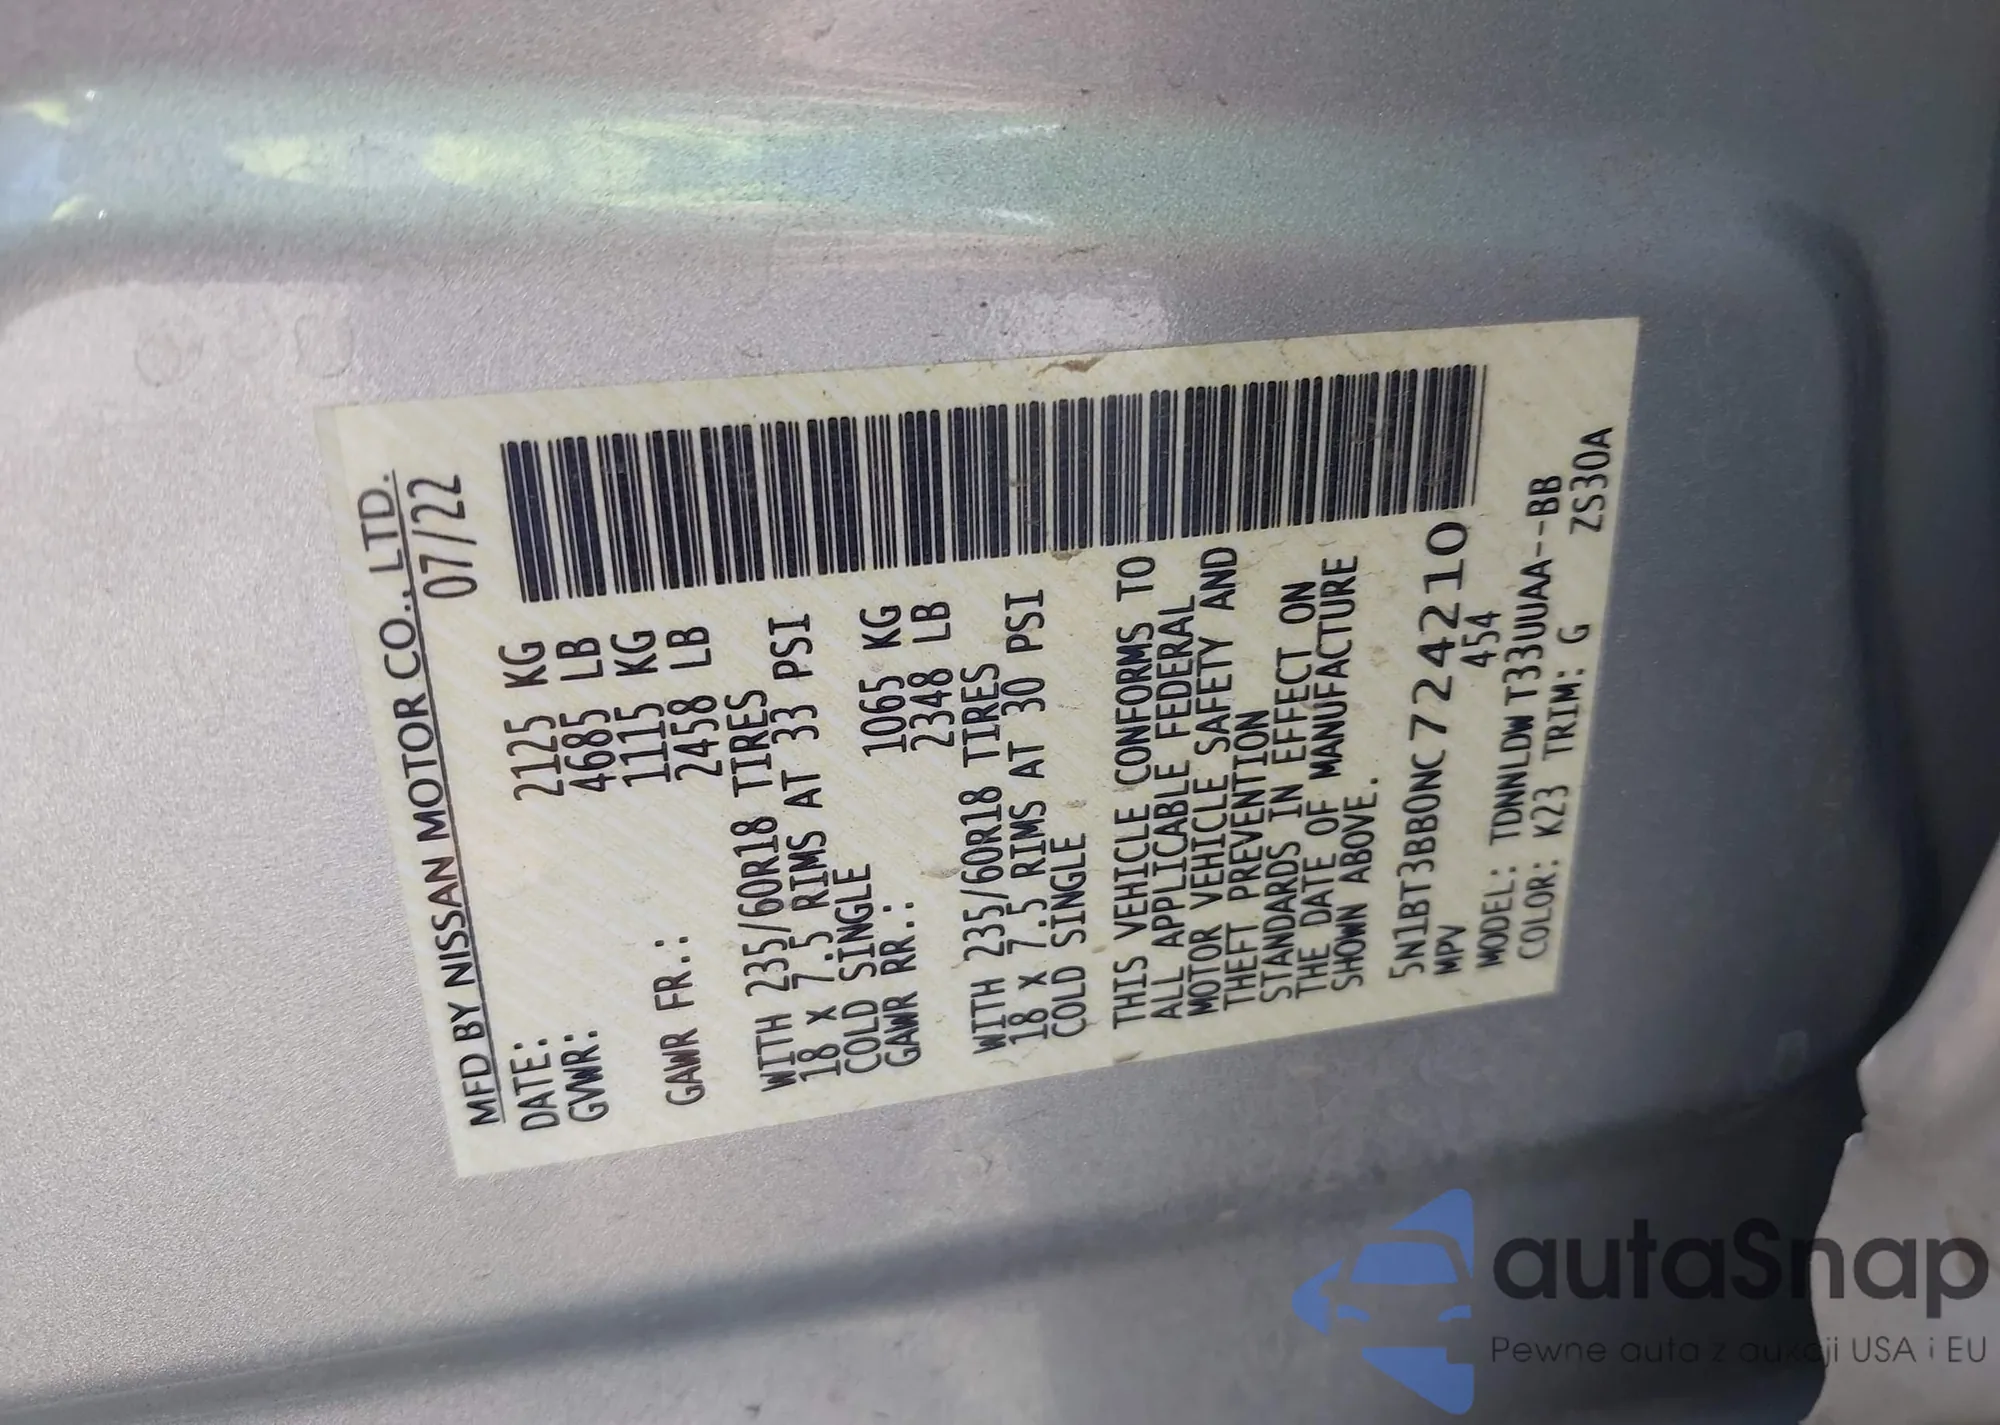 MFD BY NISSAN MOTOR CO., LTD.
DATE: 07/22
GVWR: 2125 KG
4685 LB
GAWR FR.: 1115 KG
2458 LB
WITH 235/60R18 TIRES
18 X 7.5 RIMS AT 33 PSI
COLD SINGLE
GAWR RR.: 1065 KG
2348 LB
WITH 235/60R18 TIRES
18 X 7.5 RIMS AT 30 PSI
COLD SINGLE
THIS VEHICLE CONFORMS TO
ALL APPLICABLE FEDERAL
MOTOR VEHICLE SAFETY AND
THEFT PREVENTION
STANDARDS IN EFFECT ON
THE DATE OF MANUFACTURE
SHOWN ABOVE.
5N1BT3BB0NC724210
MPV 454
MODEL: TDNNLDW T33UUAA--BB
COLOR: K23 TRIM: G ZS30A
autaSnap
Pewne auta z aukcji USA i EU